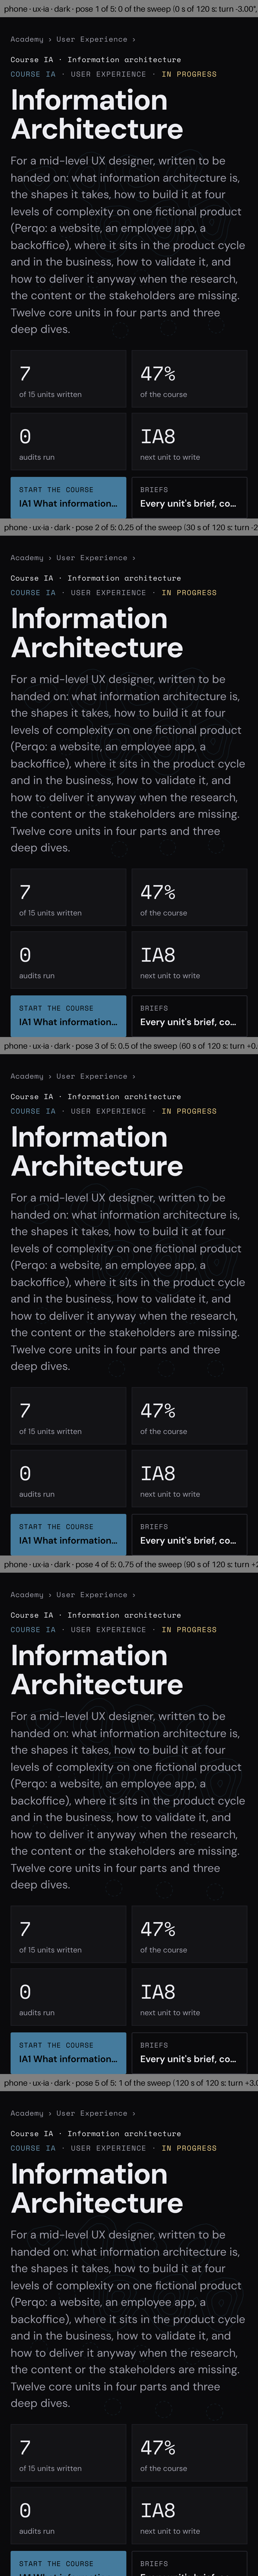 phone · ux-ia · dark · pose 1 of 5: 0 of the sweep (0 s of 120 s: turn -3.00°,
Academy › User Experience ›
Course IA · Information architecture
COURSE IA · USER EXPERIENCE · IN PROGRESS
Information
Architecture
For a mid-level UX designer, written to be
handed on: what information architecture is,
the shapes it takes, how to build it at four
levels of complexity on one fictional product
(Perqo: a website, an employee app, a
backoffice), where it sits in the product cycle
and in the business, how to validate it, and
how to deliver it anyway when the research,
the content or the stakeholders are missing.
Twelve core units in four parts and three
deep dives.
7
of 15 units written
47%
of the course
0
audits run
IA8
next unit to write
START THE COURSE
IA1 What information...
BRIEFS
Every unit's brief, co...
phone · ux-ia · dark · pose 2 of 5: 0.25 of the sweep (30 s of 120 s: turn -2
Academy › User Experience ›
Course IA · Information architecture
COURSE IA · USER EXPERIENCE · IN PROGRESS
Information
Architecture
For a mid-level UX designer, written to be
handed on: what information architecture is,
the shapes it takes, how to build it at four
levels of complexity on one fictional product
(Perqo: a website, an employee app, a
backoffice), where it sits in the product cycle
and in the business, how to validate it, and
how to deliver it anyway when the research,
the content or the stakeholders are missing.
Twelve core units in four parts and three
deep dives.
7
of 15 units written
47%
of the course
0
audits run
IA8
next unit to write
START THE COURSE
IA1 What information...
BRIEFS
Every unit's brief, co...
phone · ux-ia · dark · pose 3 of 5: 0.5 of the sweep (60 s of 120 s: turn +0.
Academy › User Experience ›
Course IA · Information architecture
COURSE IA · USER EXPERIENCE · IN PROGRESS
Information
Architecture
For a mid-level UX designer, written to be
handed on: what information architecture is,
the shapes it takes, how to build it at four
levels of complexity on one fictional product
(Perqo: a website, an employee app, a
backoffice), where it sits in the product cycle
and in the business, how to validate it, and
how to deliver it anyway when the research,
the content or the stakeholders are missing.
Twelve core units in four parts and three
deep dives.
7
of 15 units written
47%
of the course
0
audits run
IA8
next unit to write
START THE COURSE
IA1 What information...
BRIEFS
Every unit's brief, co...
phone · ux-ia · dark · pose 4 of 5: 0.75 of the sweep (90 s of 120 s: turn +
Academy › User Experience ›
Course IA · Information architecture
COURSE IA · USER EXPERIENCE · IN PROGRESS
Information
Architecture
For a mid-level UX designer, written to be
handed on: what information architecture is,
the shapes it takes, how to build it at four
levels of complexity on one fictional product
(Perqo: a website, an employee app, a
backoffice), where it sits in the product cycle
and in the business, how to validate it, and
how to deliver it anyway when the research,
the content or the stakeholders are missing.
Twelve core units in four parts and three
deep dives.
7
of 15 units written
47%
of the course
0
audits run
IA8
next unit to write
START THE COURSE
IA1 What information...
BRIEFS
Every unit's brief, co...
phone · ux-ia · dark · pose 5 of 5: 1 of the sweep (120 s of 120 s: turn +3.0
Academy › User Experience ›
Course IA · Information architecture
COURSE IA · USER EXPERIENCE · IN PROGRESS
Information
Architecture
For a mid-level UX designer, written to be
handed on: what information architecture is,
the shapes it takes, how to build it at four
levels of complexity on one fictional product
(Perqo: a website, an employee app, a
backoffice), where it sits in the product cycle
and in the business, how to validate it, and
how to deliver it anyway when the research,
the content or the stakeholders are missing.
Twelve core units in four parts and three
deep dives.
7
of 15 units written
47%
of the course
0
audits run
IA8
next unit to write
START THE COURSE
BRIEFS